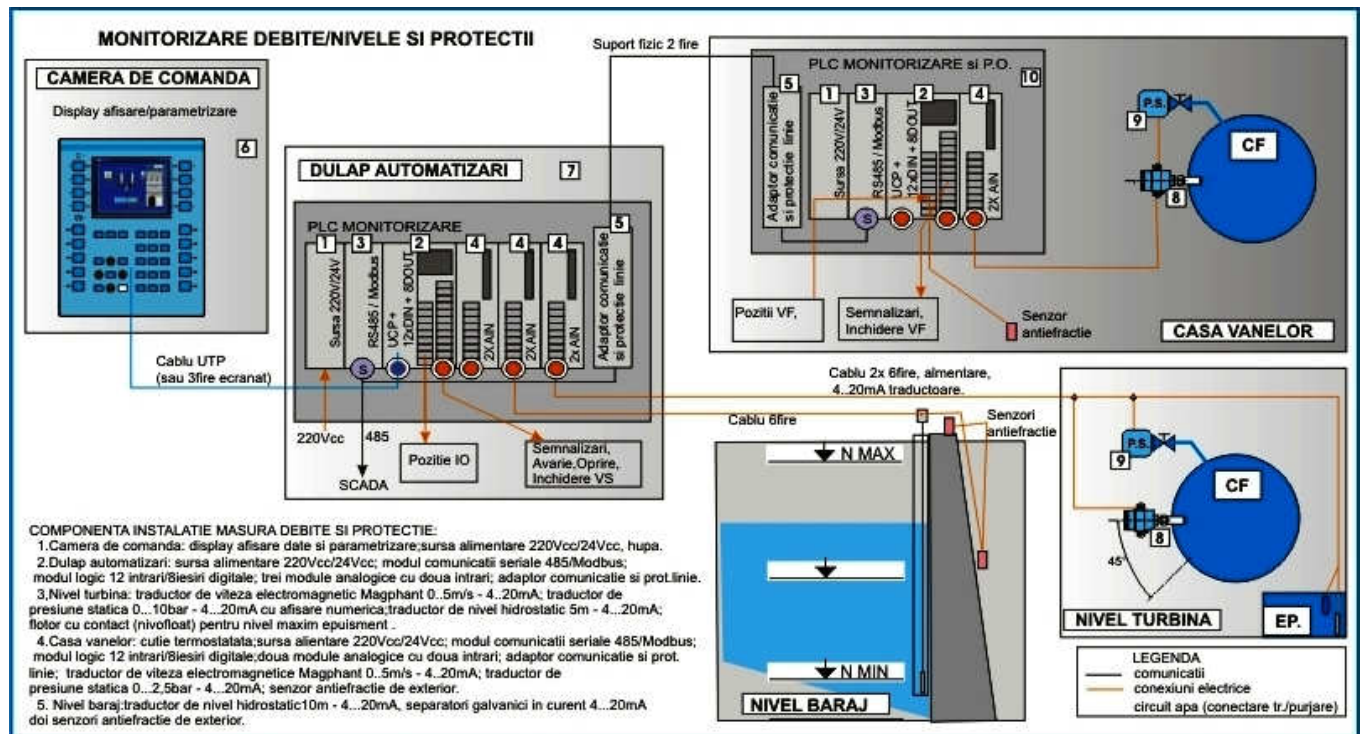 MONITORIZARE DEBITE/NIVELE SI PROTECTII
CAMERA DE COMANDA
Display afisare/parametrizare
6
DULAP AUTOMATIZARI
7
PLC MONITORIZARE
1
3
2
4
4
4
5
Sursa 220V/24V
RS485 / Modbus
UCP +
12xDIN + 8DOUT
2XAIN
2x AIN
Adaptor comunicatie
si protectie linie
S
Cablu UTP
(sau 3fire ecranat)
220Vcc
485
SCADA
Pozitie IO
Semnalizari,
Avarie,Oprire,
Inchidere VS
Suport fizic 2 fire
PLC MONITORIZARE si P.O.
10
5
1
3
2
4
Adaptor comunicatie
si protectie linie
Sursa 220V/24V
RS485 / Modbus
UCP +
12xDIN + 8DOUT
2X AIN
S
Pozitii VF,
Semnalizari,
Inchidere VF
Senzor
antiefractie
P.S.
9
CF
8
CASA VANELOR
Cablu 2x 6fire, alimentare,
4..20mA traductoare.
Cablu 6fire
Senzori
antiefractie
N MAX
N MIN
NIVEL BARAJ
P.S.
9
CF
8
45°
NIVEL TURBINA
EP.
LEGENDA
comunicatii
conexiuni electrice
circuit apa (conectare tr./purjare)
COMPONENTA INSTALATIE MASURA DEBITE SI PROTECTIE:
1.Camera de comanda: display afisare date si parametrizare;sursa alimentare 220Vcc/24Vcc, hupa.
2.Dulap automatizari: sursa alimentare 220Vcc/24Vcc; modul comunicatii seriale 485/Modbus;
modul logic 12 intrari/8iesiri digitale; trei module analogice cu doua intrari; adaptor comunicatie si prot.linie.
3,Nivel turbina: traductor de viteza electromagnetic Magphant 0..5m/s - 4..20mA; traductor de
presiune statica 0...10bar - 4...20mA cu afisare numerica;traductor de nivel hidrostatic 5m - 4...20mA;
flotor cu contact (nivofloat) pentru nivel maxim epuisment .
4.Casa vanelor: cutie termostatata;sursa alientare 220Vcc/24Vcc; modul comunicatii seriale 485/Modbus;
modul logic 12 intrari/8iesiri digitale;doua module analogice cu doua intrari; adaptor comunicatie si prot.
linie; traductor de viteza electromagnetice Magphant 0..5m/s - 4..20mA; traductor de
presiune statica 0...2,5bar - 4...20mA; senzor antiefractie de exterior.
5. Nivel baraj:traductor de nivel hidrostatic10m - 4...20mA, separatori galvanici in curent 4...20mA
doi senzori antiefractie de exterior.